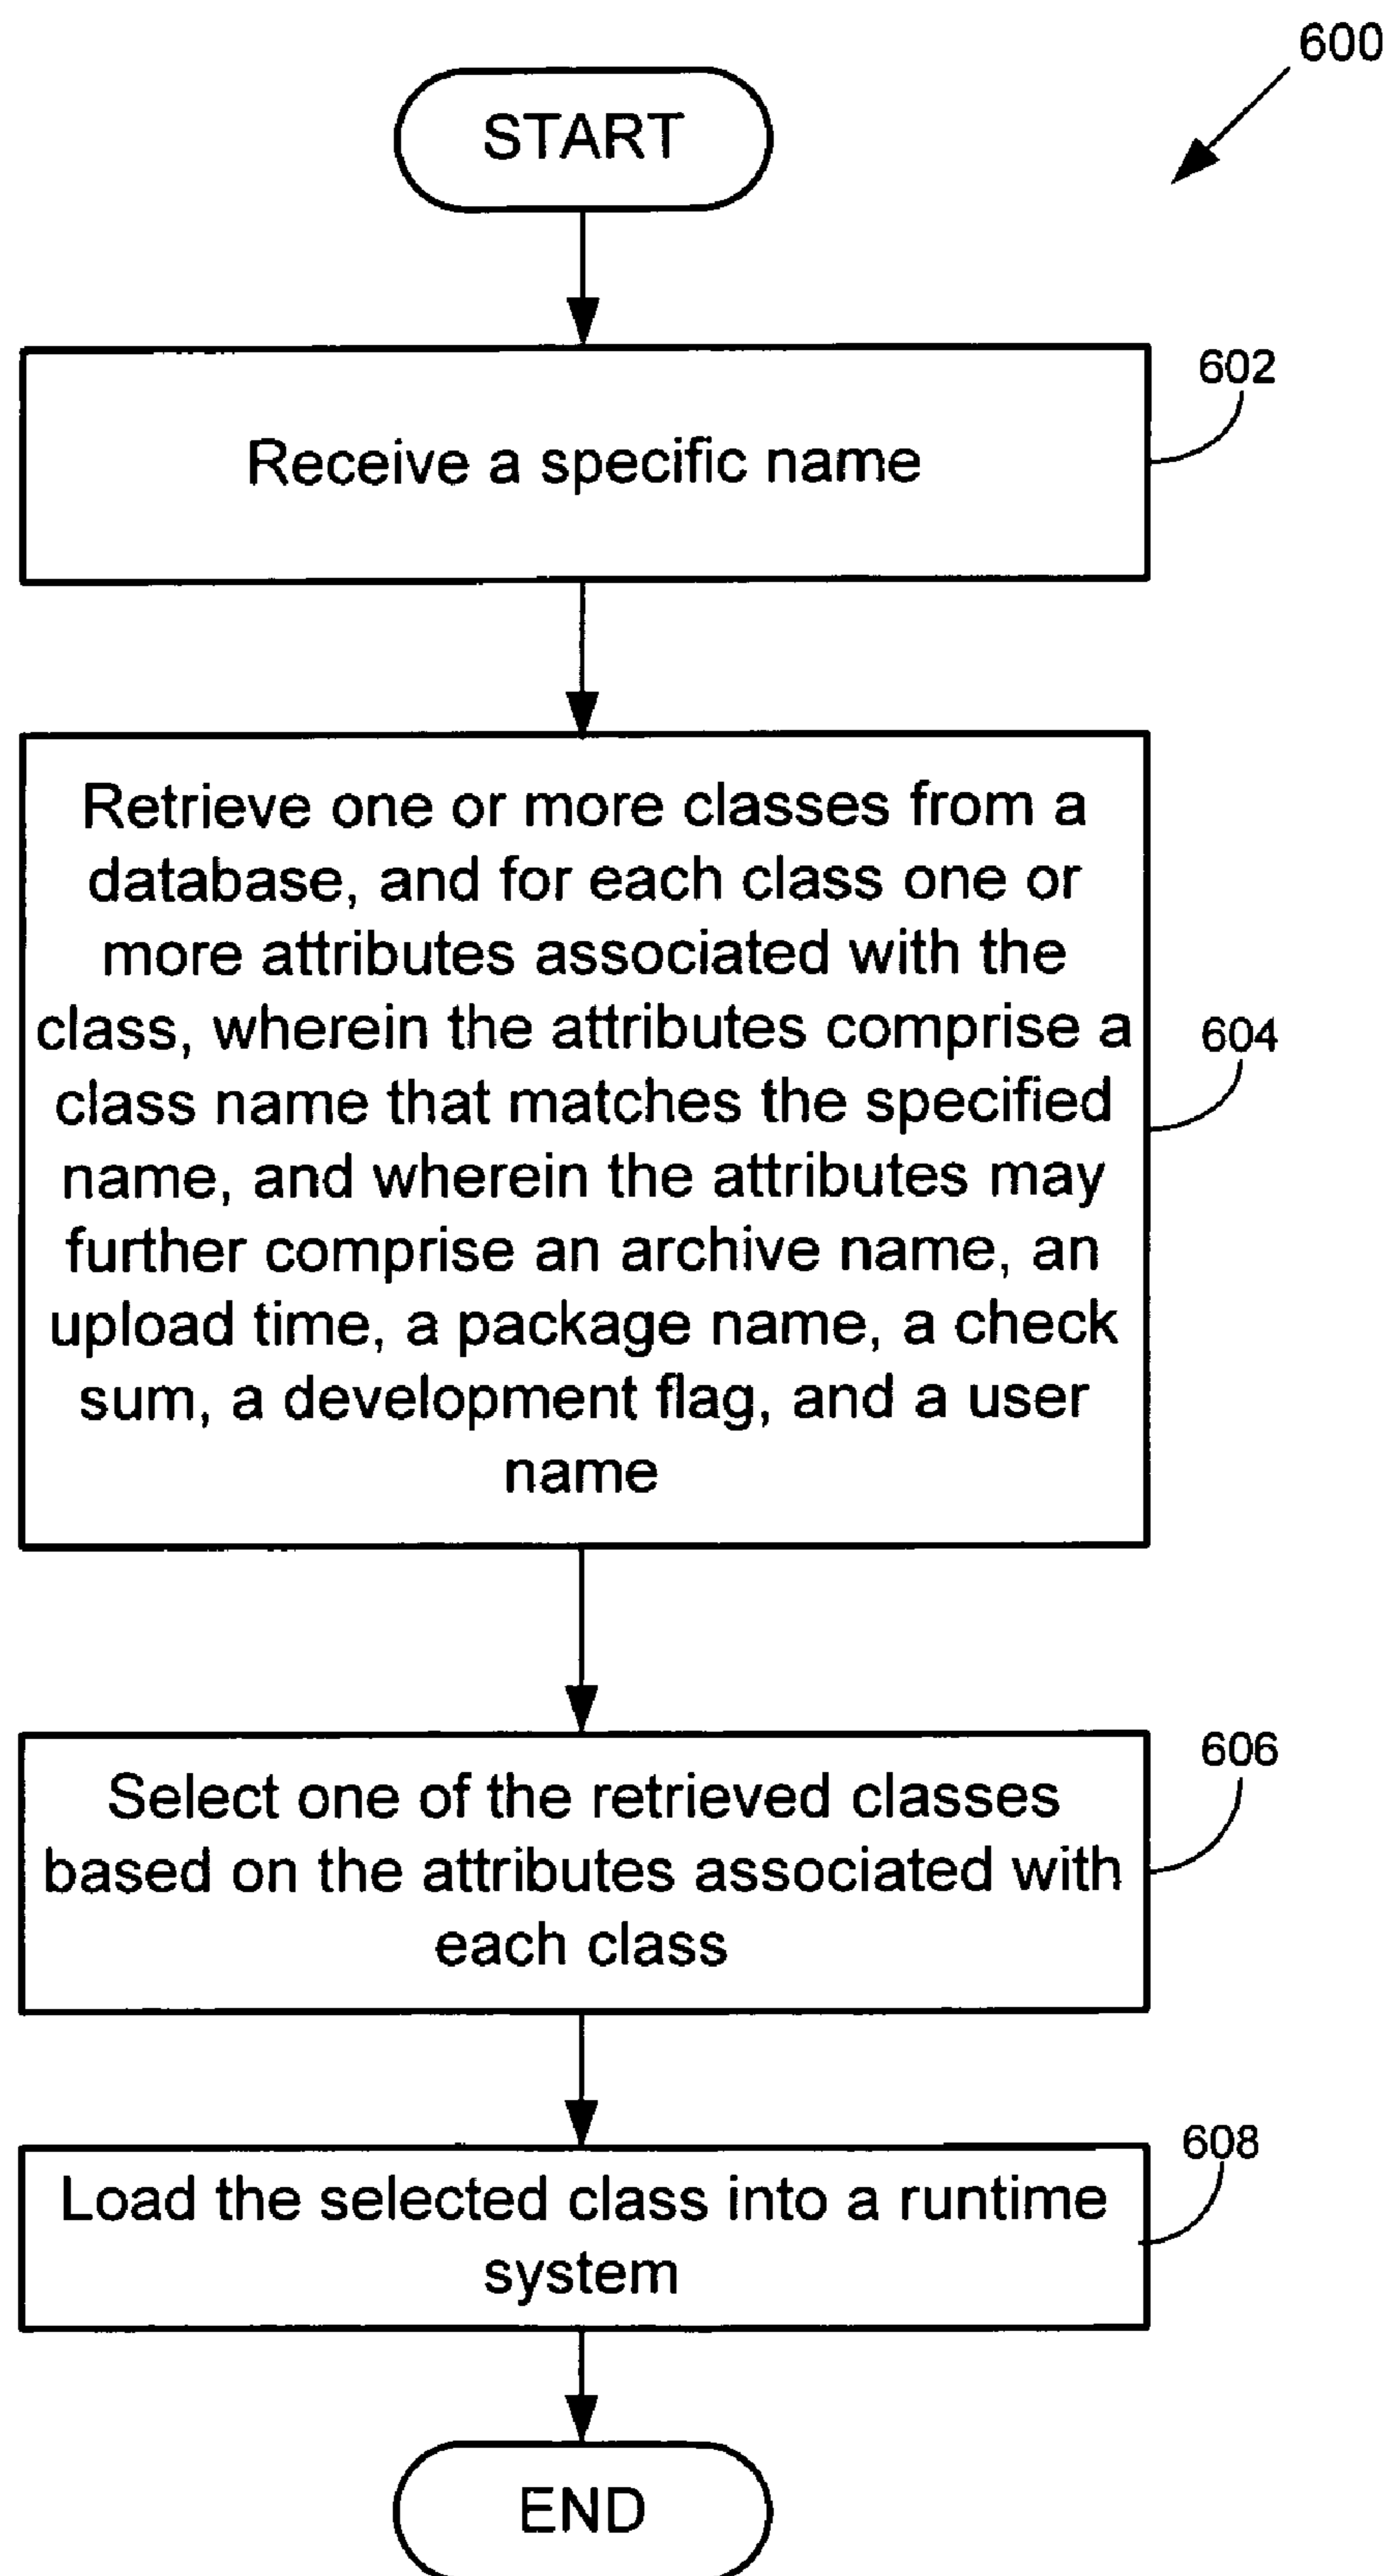 600
START
602
Receive a specific name
Retrieve one or more classes from a
database, and for each class one or
more attributes associated with the
class, wherein the attributes comprise a
604
class name that matches the specified
name, and wherein the attributes may
further comprise an archive name, an
upload time, a package name, a check
sum, a development flag, and a user
name
606
Select one of the retrieved classes
based on the attributes associated with
each class
608
Load the selected class into a runtime
system
END